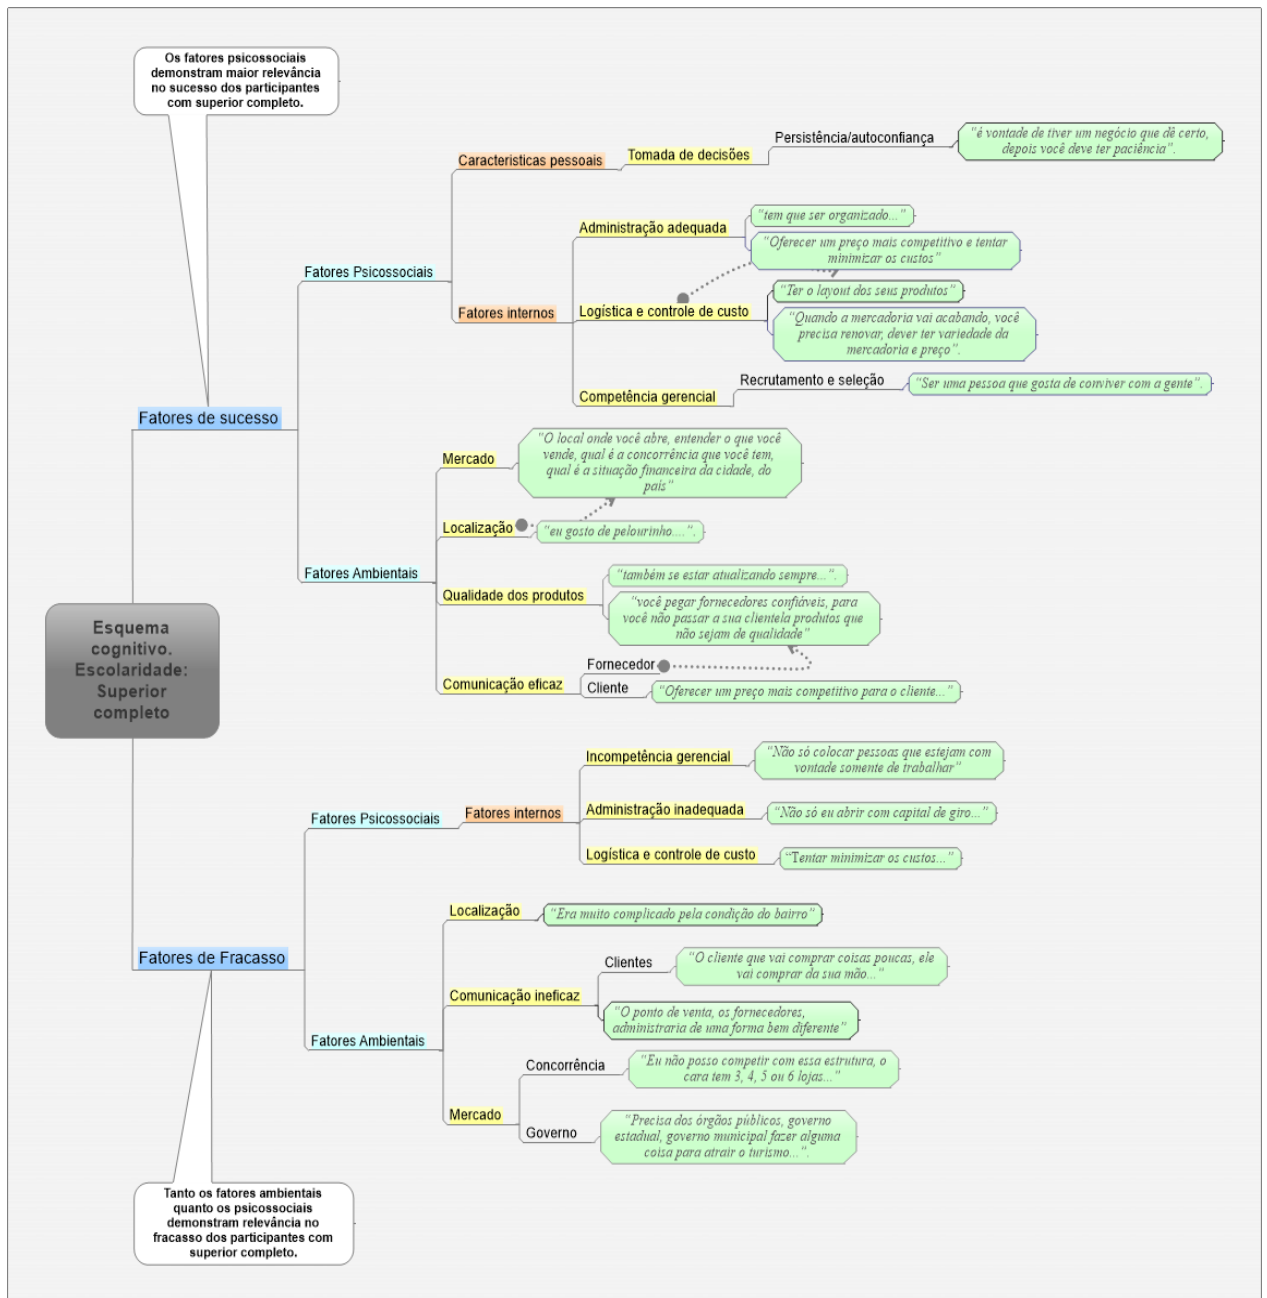 Os fatores psicossociais
demonstram maior relevância
no sucesso dos participantes
com superior completo.
Persistência/autoconfiança
"é vontade de tiver um negócio que dê certo,
depois você deve ter paciência".
Caracteristicas pessoais
Tomada de decisões
Administração adequada
"tem que ser organizado..."
"Oferecer um preço mais competitivo e tentar
minimizar os custos"
Fatores Psicossociais
Fatores internos
Logística e controle de custo
"Ter o layout dos seus produtos"
"Quando a mercadoria vai acabando, você
precisa renovar, dever ter variedade da
mercadoria e preço".
Competência gerencial
Recrutamento e seleção
"Ser uma pessoa que gosta de conviver com a gente".
Fatores de sucesso
Mercado
"O local onde você abre, entender o que você
vende, qual é a concorrência que você tem,
qual é a situação financeira da cidade, do
país"
Localização
"eu gosto de pelourinho....".
Fatores Ambientais
Qualidade dos produtos
"também se estar atualizando sempre...".
"você pegar fornecedores confiáveis, para
você não passar a sua clientela produtos que
não sejam de qualidade"
Comunicação eficaz
Fornecedor
Cliente
"Oferecer um preço mais competitivo para o cliente..."
Esquema
cognitivo.
Escolaridade:
Superior
completo
Incompetência gerencial
"Não só colocar pessoas que estejam com
vontade somente de trabalhar"
Fatores Psicossociais
Fatores internos
Administração inadequada
"Não só eu abrir com capital de giro..."
Logística e controle de custo
"Tentar minimizar os custos..."
Localização
"Era muito complicado pela condição do bairro"
Fatores de Fracasso
Clientes
"O cliente que vai comprar coisas poucas, ele
vai comprar da sua mão..."
Comunicação ineficaz
"O ponto de venta, os fornecedores,
administraria de uma forma bem diferente"
Fatores Ambientais
Concorrência
"Eu não posso competir com essa estrutura, o
cara tem 3, 4, 5 ou 6 lojas..."
Mercado
Governo
"Precisa dos órgãos públicos, governo
estadual, governo municipal fazer alguma
coisa para atrair o turismo...".
Tanto os fatores ambientais
quanto os psicossociais
demonstram relevância no
fracasso dos participantes com
superior completo.